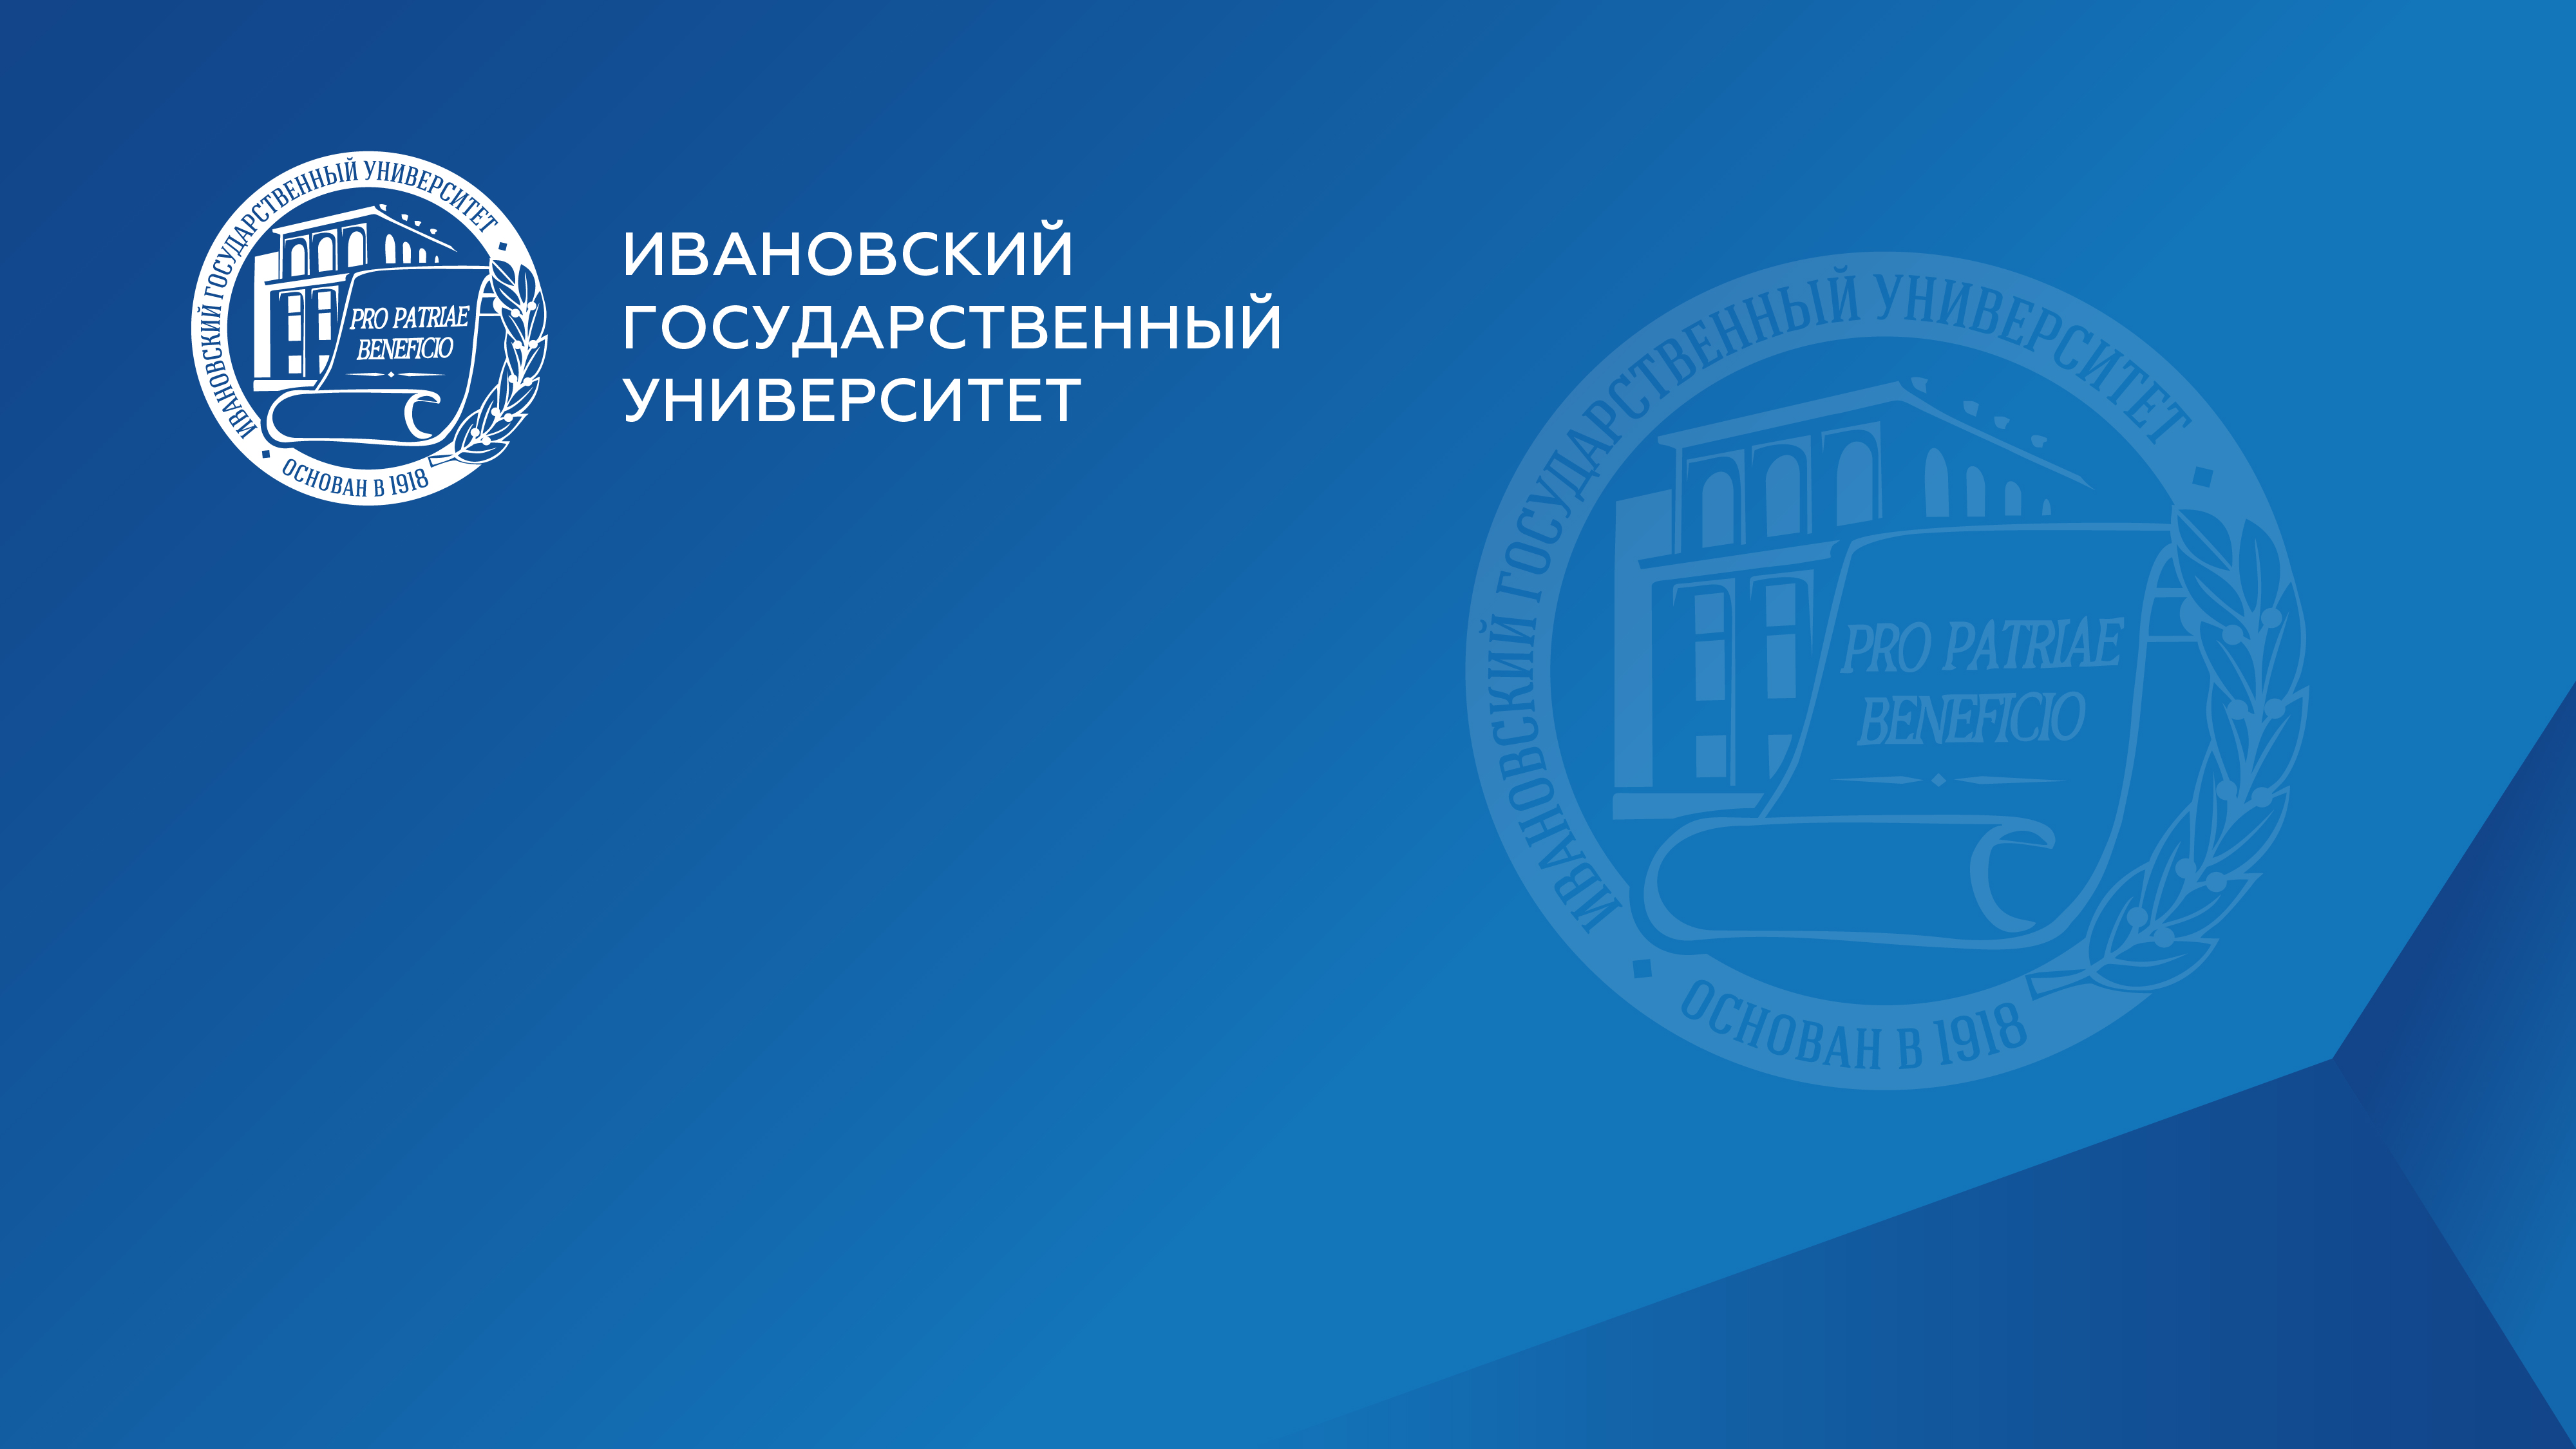 ИВАНОВСКИЙ ГОСУДАРСТВЕННЫЙ УНИВЕРСИТЕТ
PRO PATRIAE
BENEFICIO
ОСНОВАН В 1918
ИВАНОВСКИЙ
ГОСУДАРСТВЕННЫЙ
УНИВЕРСИТЕТ
ИВАНОВСКИЙ ГОСУДАРСТВЕННЫЙ УНИВЕРСИТЕТ
PRO PATRIAE
BENEFICIO
ОСНОВАН В 1918